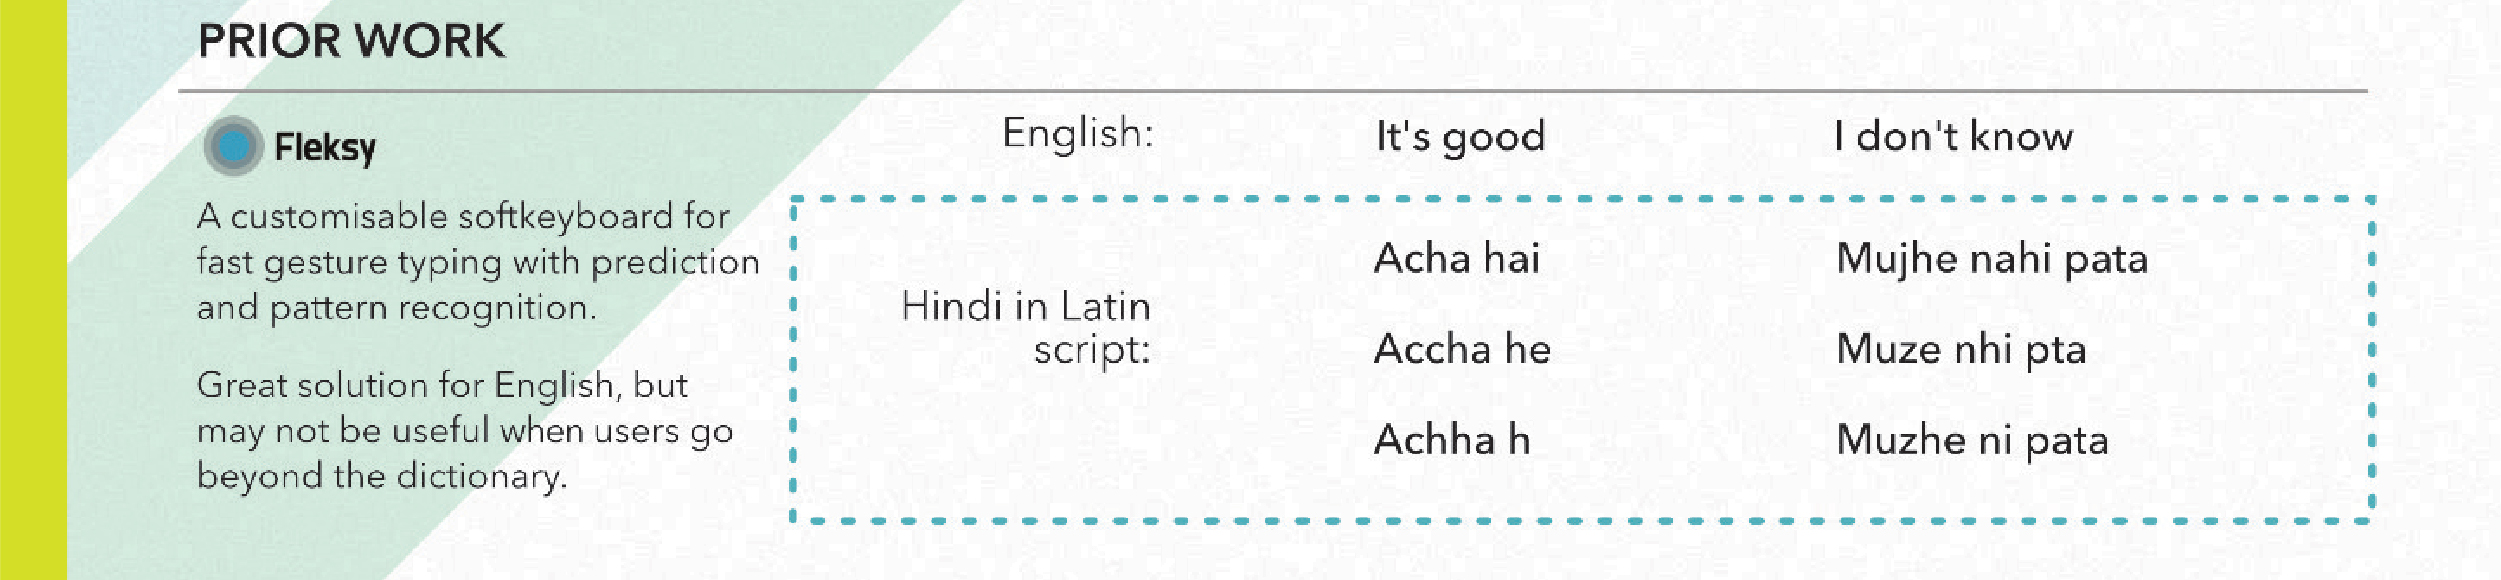 PRIOR WORK
Fleksy
A customisable softkeyboard for
fast gesture typing with prediction
and pattern recognition.
Great solution for English, but
may not be useful when users go
beyond the dictionary.
English: It's good I don't know
Hindi in Latin
script:
Acha hai Mujhe nahi pata
Accha he Muze nhi pta
Achha h Muzhe ni pata